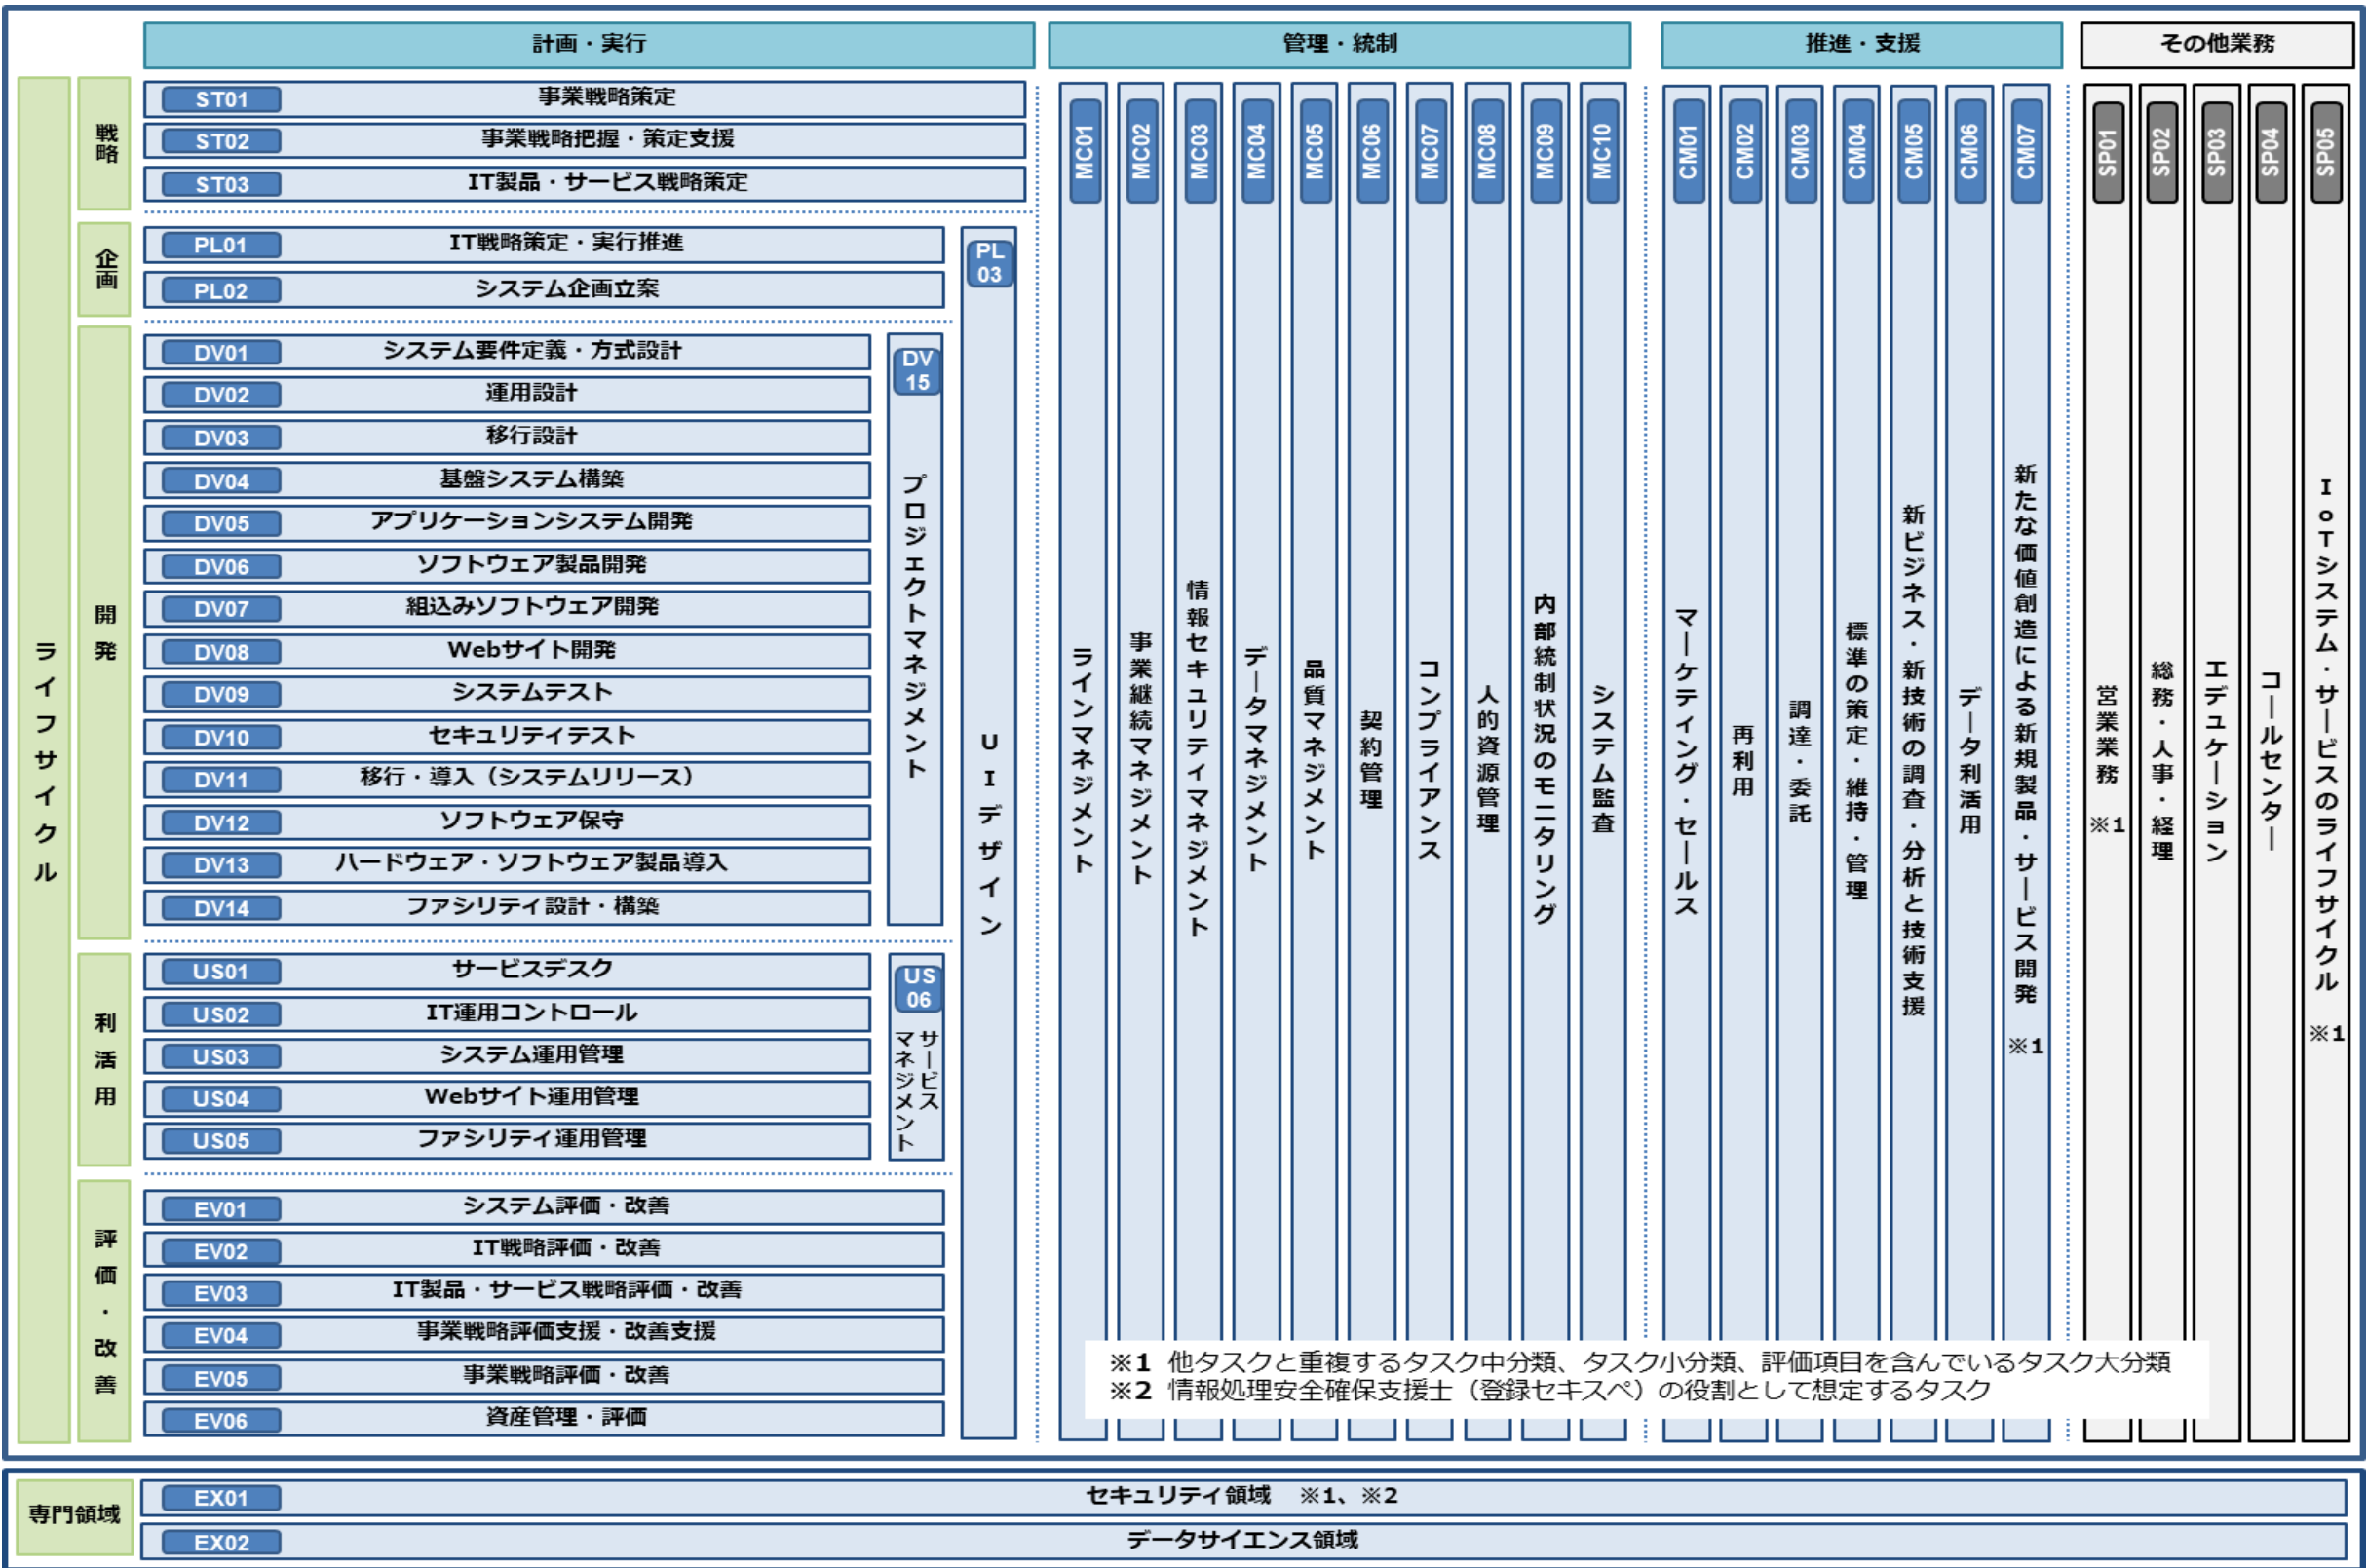 計画・実行
管理・統制
推進・支援
その他業務
ライフサイクル
戦略
ST01 事業戦略策定
ST02 事業戦略把握・策定支援
ST03 IT製品・サービス戦略策定
企画
PL01 IT戦略策定・実行推進
PL02 システム企画立案
PL03 UIデザイン
開発
DV01 システム要件定義・方式設計
DV02 運用設計
DV03 移行設計
DV04 基盤システム構築
DV05 アプリケーションシステム開発
DV06 ソフトウェア製品開発
DV07 組込みソフトウェア開発
DV08 Webサイト開発
DV09 システムテスト
DV10 セキュリティテスト
DV11 移行・導入（システムリリース）
DV12 ソフトウェア保守
DV13 ハードウェア・ソフトウェア製品導入
DV14 ファシリティ設計・構築
DV15 プロジェクトマネジメント
利活用
US01 サービスデスク
US02 IT運用コントロール
US03 システム運用管理
US04 Webサイト運用管理
US05 ファシリティ運用管理
US06 サービスマネジメント
評価・改善
EV01 システム評価・改善
EV02 IT戦略評価・改善
EV03 IT製品・サービス戦略評価・改善
EV04 事業戦略評価支援・改善支援
EV05 事業戦略評価・改善
EV06 資産管理・評価
MC01 ラインマネジメント
MC02 事業継続マネジメント
MC03 情報セキュリティマネジメント
MC04 データマネジメント
MC05 品質マネジメント
MC06 契約管理
MC07 コンプライアンス
MC08 人的資源管理
MC09 内部統制状況のモニタリング
MC10 システム監査
CM01 マーケティング・セールス
CM02 再利用
CM03 調達・委託
CM04 標準の策定・維持・管理
CM05 新ビジネス・新技術の調査・分析と技術支援
CM06 データ利活用
CM07 新たな価値創造による新規製品・サービス開発 ※1
SP01 営業業務 ※1
SP02 総務・人事・経理
SP03 エデュケーション
SP04 コールセンター
SP05 IoTシステム・サービスのライフサイクル ※1
※1 他タスクと重複するタスク中分類、タスク小分類、評価項目を含んでいるタスク大分類
※2 情報処理安全確保支援士（登録セキスペ）の役割として想定するタスク
専門領域
EX01 セキュリティ領域 ※1、※2
EX02 データサイエンス領域